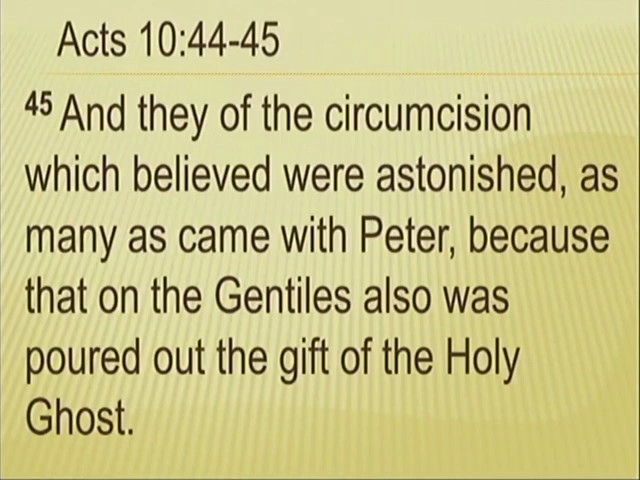 Acts 10:44-45
45 And they of the circumcision
which believed were astonished, as
many as came with Peter, because
that on the Gentiles also was
poured out the gift of the Holy
Ghost.